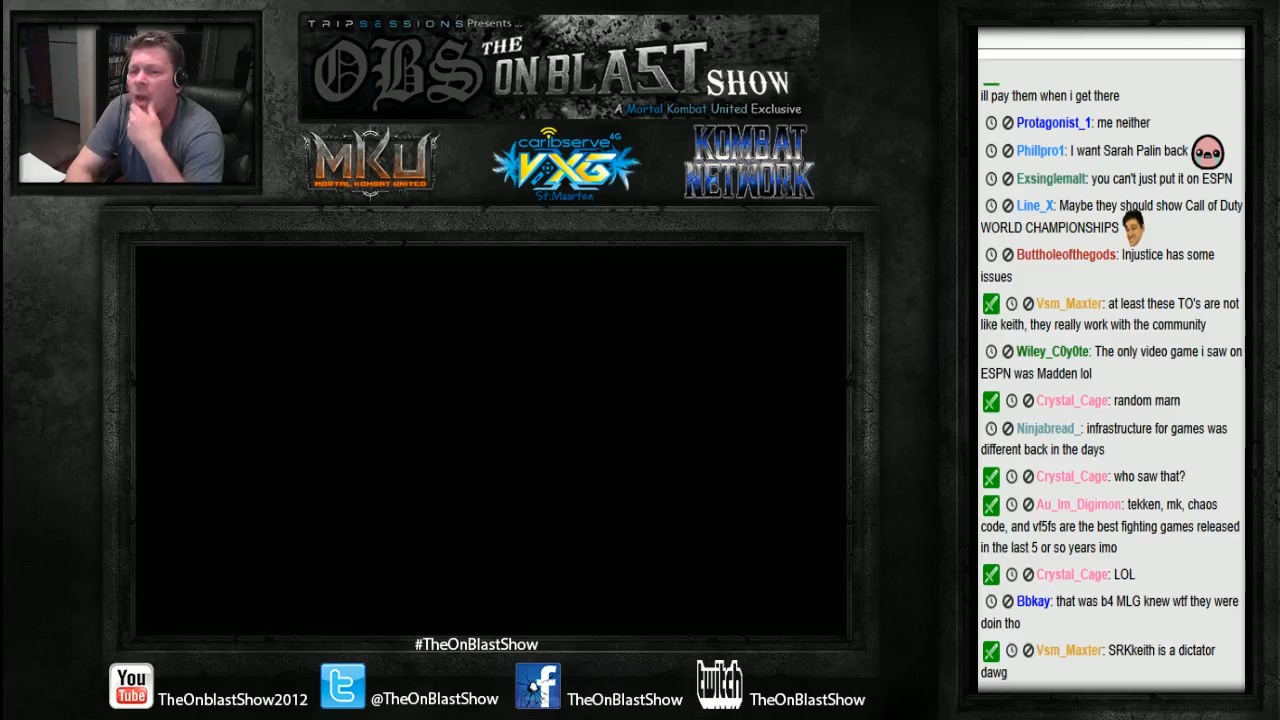 TRIPSESSIONS Presents ...
OBS THE ON BLAST SHOW
A Mortal Kombat United Exclusive
MKU
MORTAL KOMBAT UNITED
caribserve 4G
VXG
St.Maarten
KOMBAT
NETWORK
ill pay them when i get there
Protagonist_1: me neither
Phillpro1: I want Sarah Palin back
Exsinglemalt: you can't just put it on ESPN
Line_X: Maybe they should show Call of Duty
WORLD CHAMPIONSHIPS
Buttholeofthegods: Injustice has some
issues
Vsm_Maxter: at least these TO's are not
like keith, they really work with the community
Wiley_C0y0te: The only video game i saw on
ESPN was Madden lol
Crystal_Cage: random marn
Ninjabread_: infrastructure for games was
different back in the days
Crystal_Cage: who saw that?
Au_Im_Digimon: tekken, mk, chaos
code, and vf5fs are the best fighting games released
in the last 5 or so years imo
Crystal_Cage: LOL
Bbkay: that was b4 MLG knew wtf they were
doin tho
Vsm_Maxter: SRKkeith is a dictator
dawg
#TheOnBlastShow
You
Tube
TheOnblastShow2012
@TheOnBlastShow
TheOnBlastShow
twitch
TheOnBlastShow